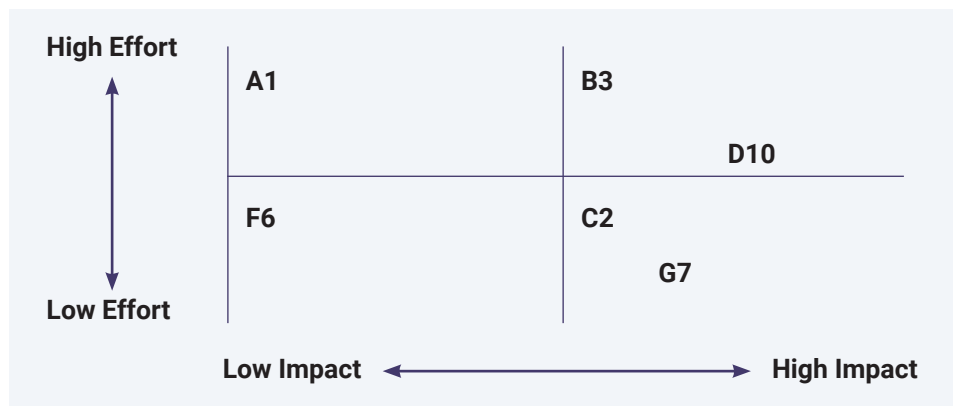 High Effort
A1
B3
D10
F6
C2
G7
Low Effort
Low Impact
High Impact